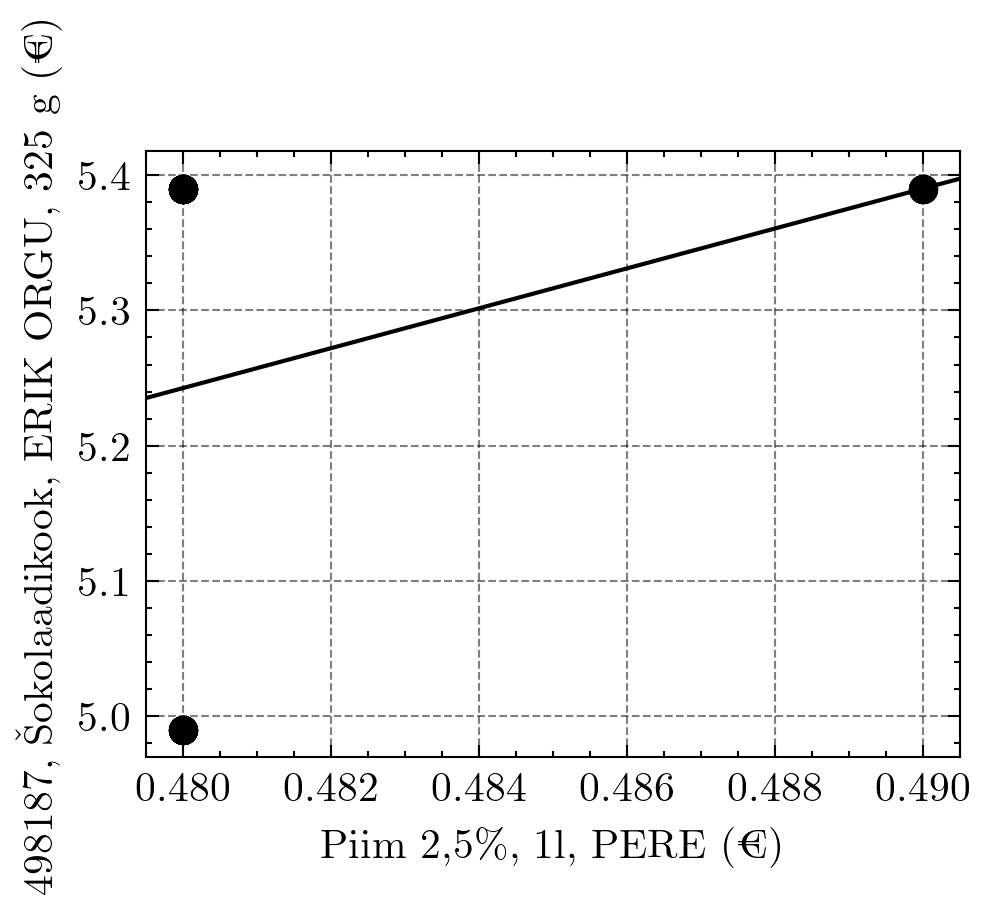 498187, Šokolaadikook, ERIK ORGU, 325 g (€)
5.4
5.3
5.2
5.1
5.0
0.480 0.482 0.484 0.486 0.488 0.490
Piim 2,5%, 1l, PERE (€)